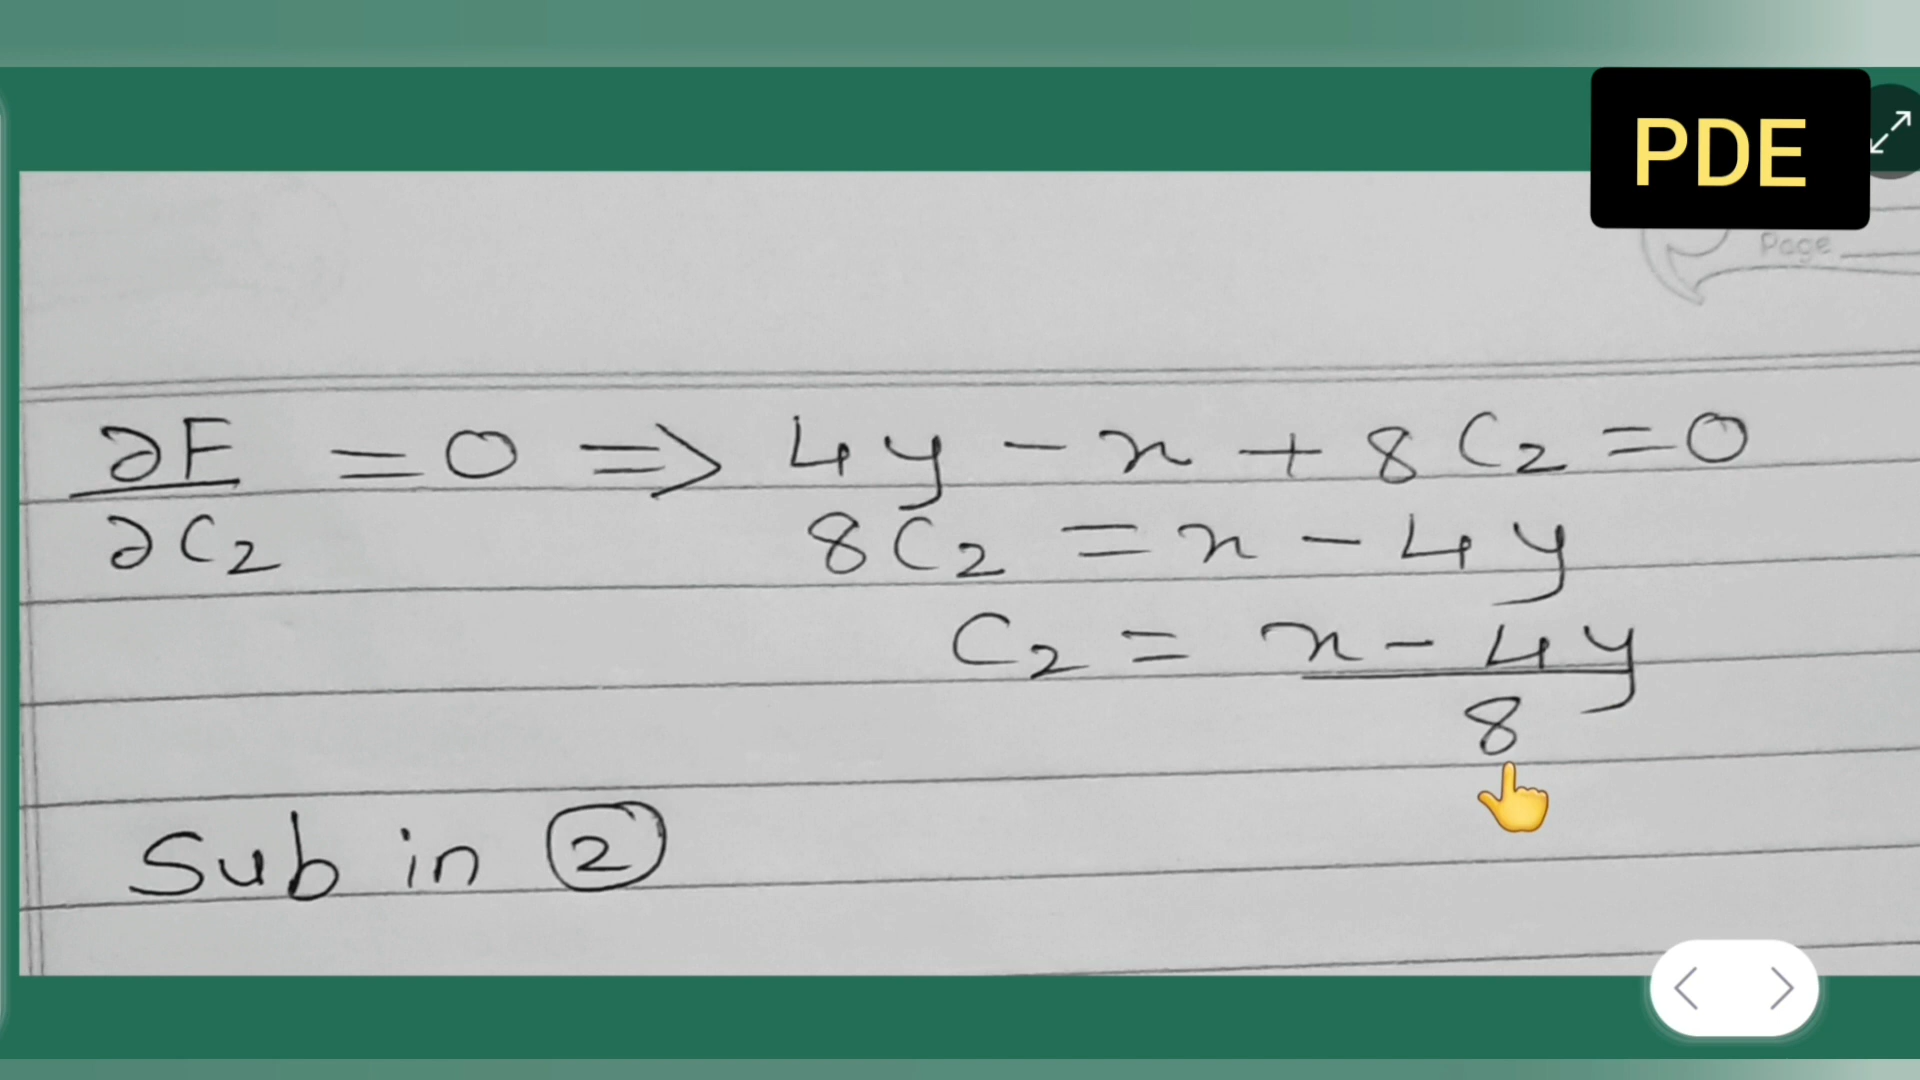 PDE
Page
∂F/∂C₂ = 0 ⇒ 4y - x + 8C₂ = 0
8C₂ = x - 4y
C₂ = x - 4y / 8
Sub in ②